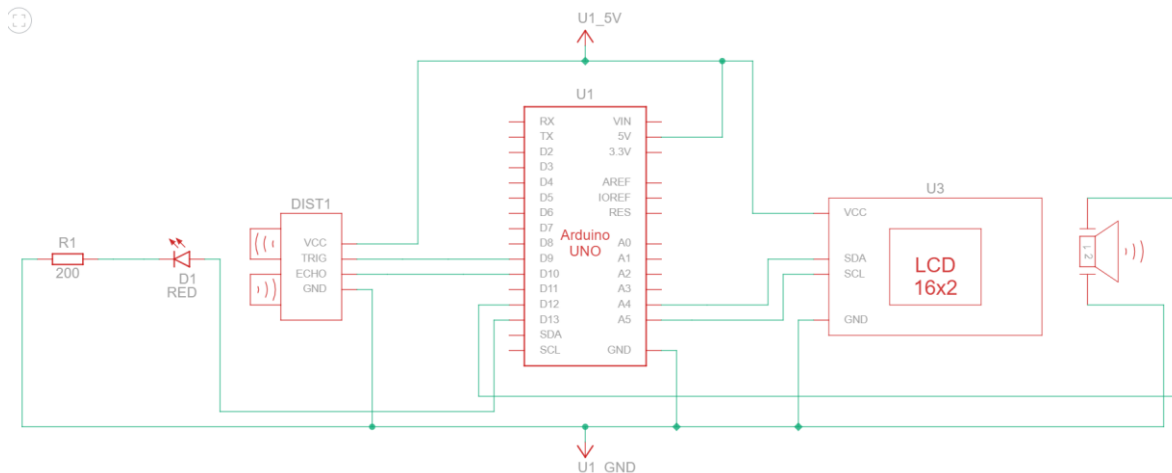 U1_5V
U1
RX
TX
D2
D3
D4
D5
D6
D7
D8
D9
D10
D11
D12
D13
SDA
SCL
Arduino
UNO
VIN
5V
3.3V
AREF
IOREF
RES
A0
A1
A2
A3
A4
A5
GND
R1
200
D1
RED
DIST1
VCC
TRIG
ECHO
GND
U3
VCC
SDA
SCL
GND
LCD
16x2
1 2
U1_GND